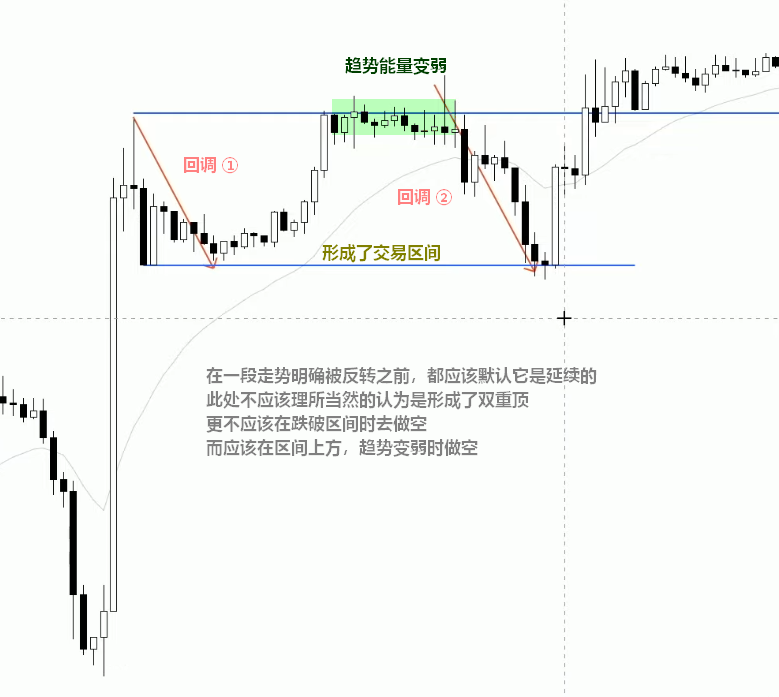 趋势能量变弱
回调 ①
回调 ②
形成了交易区间
在一段走势明确被反转之前，都应该默认它是延续的
此处不应该理所当然的认为是形成了双重顶
更不应该在跌破区间时去做空
而应该在区间上方，趋势变弱时做空